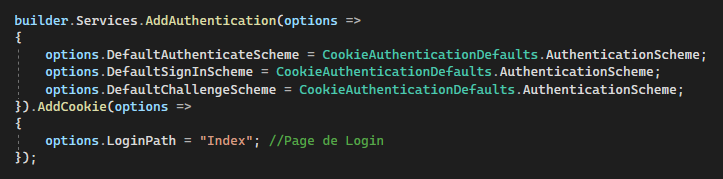 builder.Services.AddAuthentication(options =>
{
    options.DefaultAuthenticateScheme = CookieAuthenticationDefaults.AuthenticationScheme;
    options.DefaultSignInScheme = CookieAuthenticationDefaults.AuthenticationScheme;
    options.DefaultChallengeScheme = CookieAuthenticationDefaults.AuthenticationScheme;
}).AddCookie(options =>
{
    options.LoginPath = "Index"; //Page de Login
});